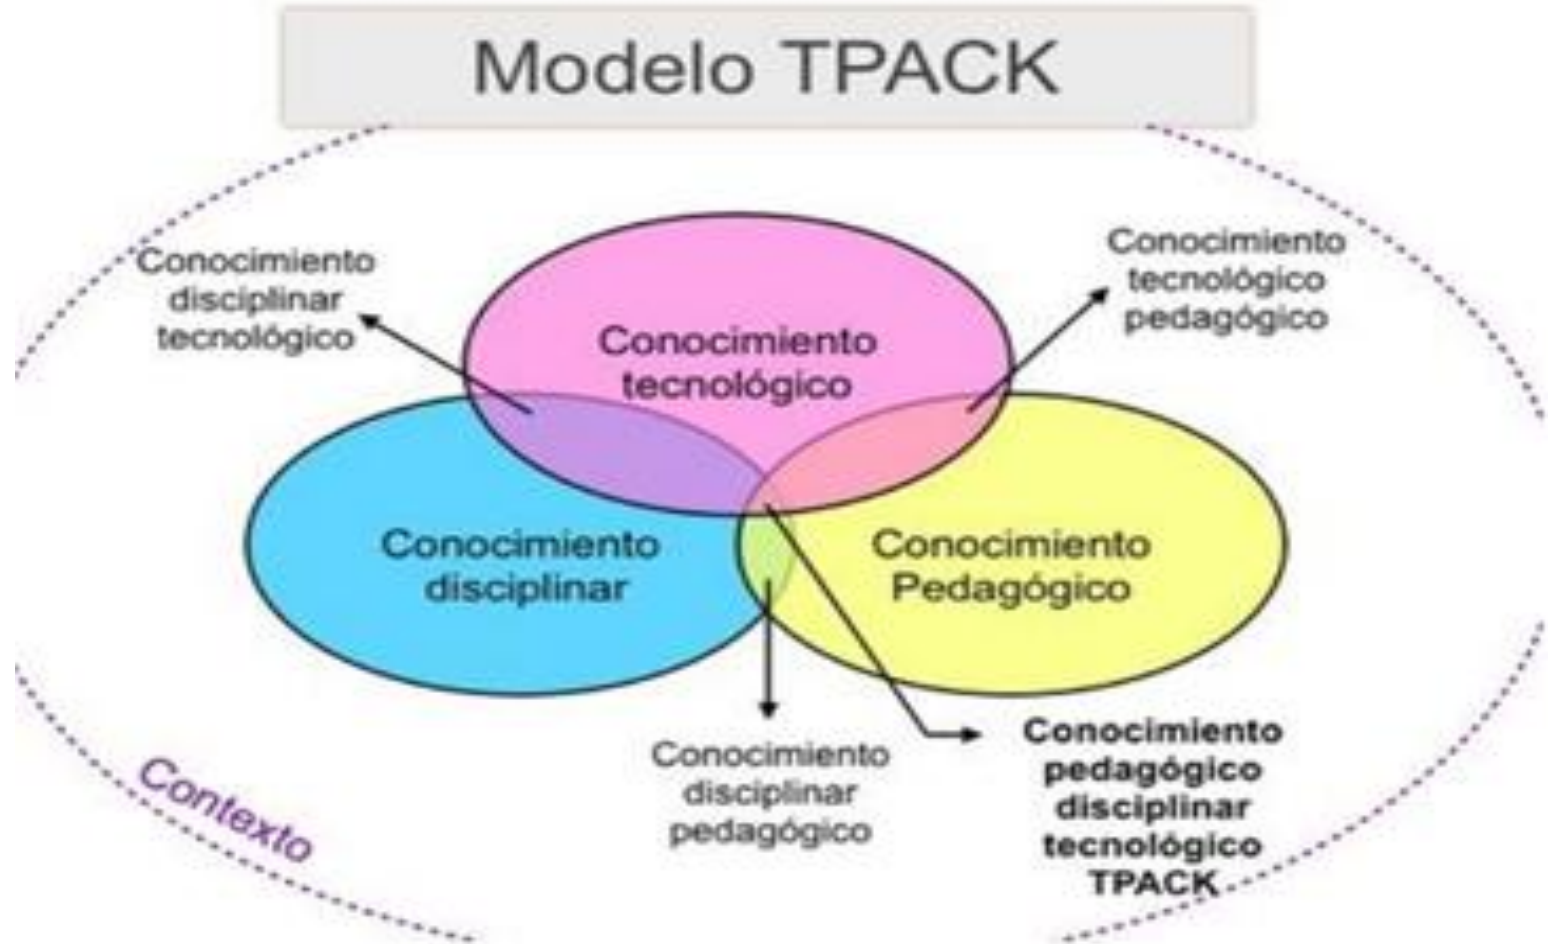 Modelo TPACK
Conocimiento
disciplinar
tecnológico
Conocimiento
tecnológico
pedagógico
Conocimiento
tecnológico
Conocimiento
disciplinar
Conocimiento
Pedagógico
Conocimiento
disciplinar
pedagógico
Conocimiento
pedagógico
disciplinar
tecnológico
TPACK
Contexto